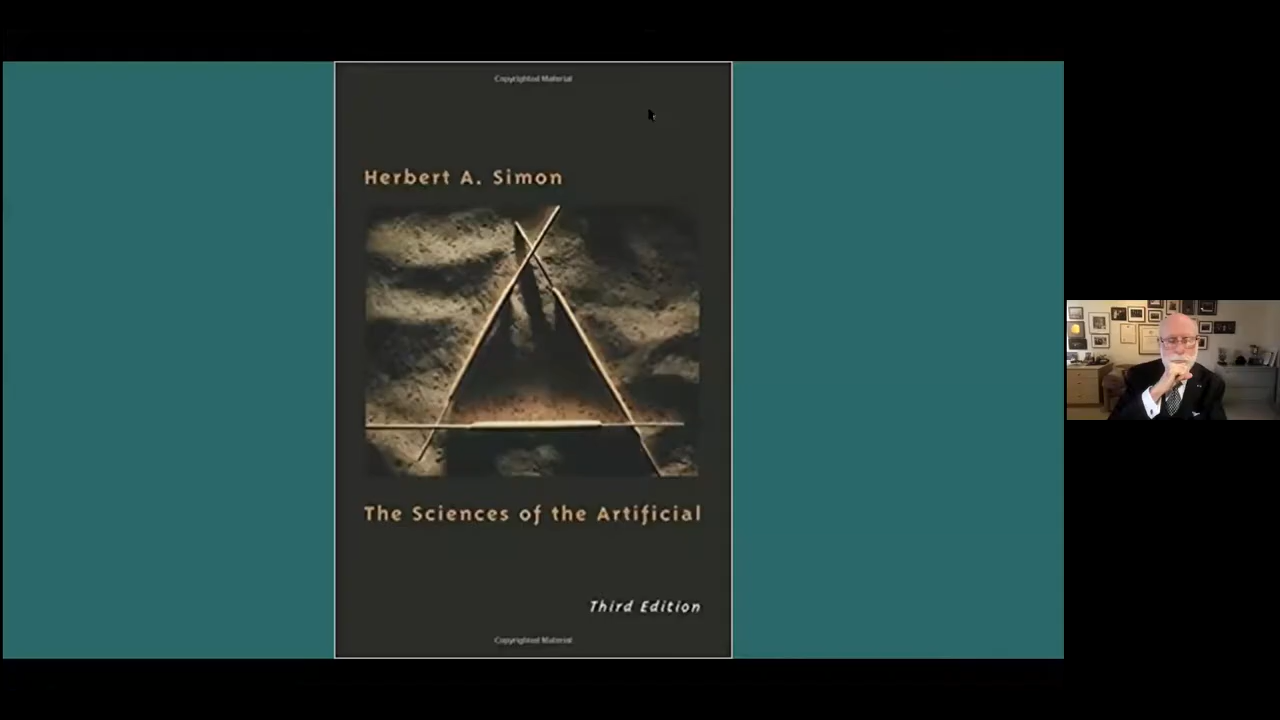 Copyrighted Material
Herbert A. Simon
The Sciences of the Artificial
Third Edition
Copyrighted Material